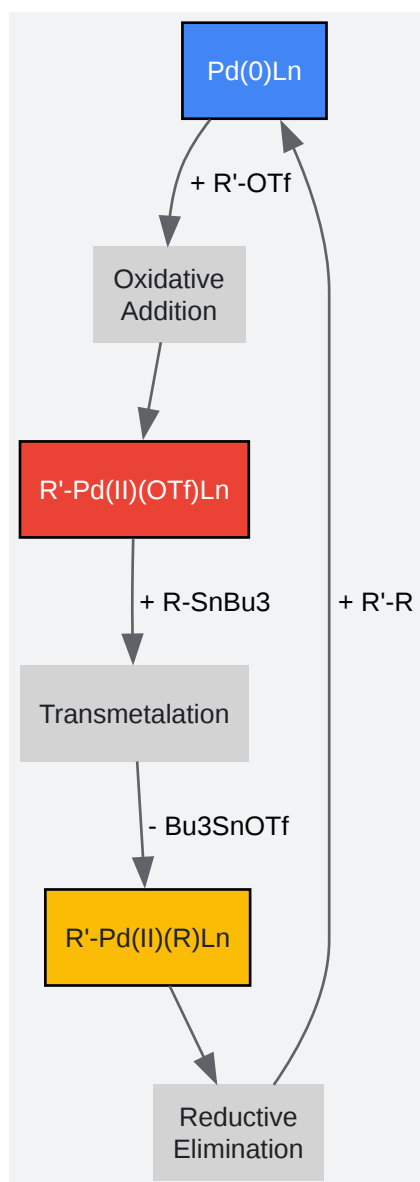 Pd(0)Ln
+ R'-OTf
Oxidative
Addition
R'-Pd(II)(OTf)Ln
+ R-SnBu3
+ R'-R
Transmetalation
- Bu3SnOTf
R'-Pd(II)(R)Ln
Reductive
Elimination